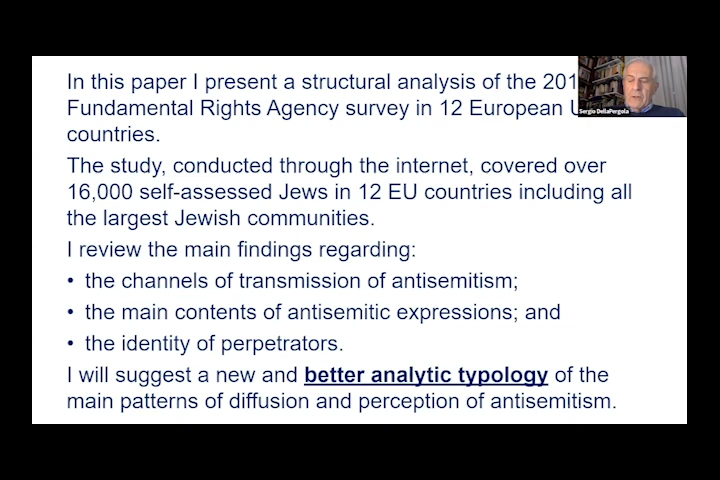 In this paper I present a structural analysis of the 201
Fundamental Rights Agency survey in 12 European U
countries.
The study, conducted through the internet, covered over
16,000 self-assessed Jews in 12 EU countries including all
the largest Jewish communities.
I review the main findings regarding:
• the channels of transmission of antisemitism;
• the main contents of antisemitic expressions; and
• the identity of perpetrators.
I will suggest a new and better analytic typology of the
main patterns of diffusion and perception of antisemitism.
Sergio DellaPergola